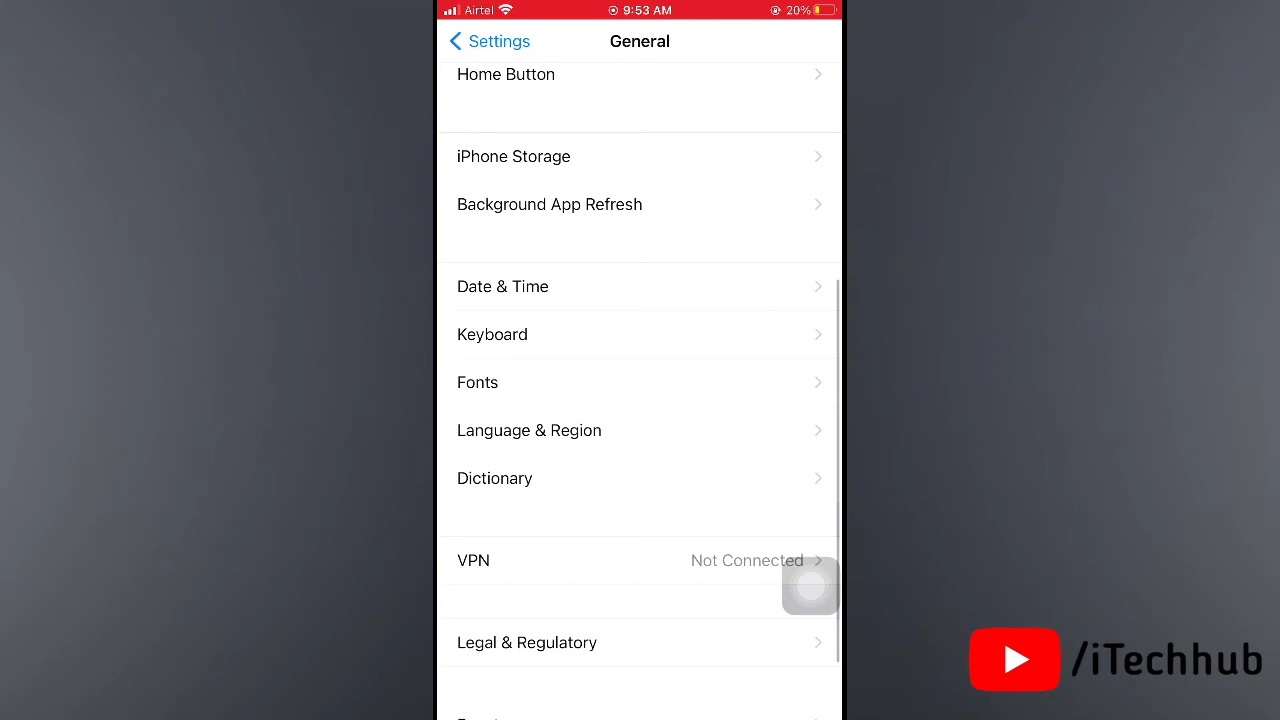 Airtel 9:53 AM 20%
Settings General
Home Button
iPhone Storage
Background App Refresh
Date & Time
Keyboard
Fonts
Language & Region
Dictionary
VPN Not Connected
Legal & Regulatory
/iTechhub